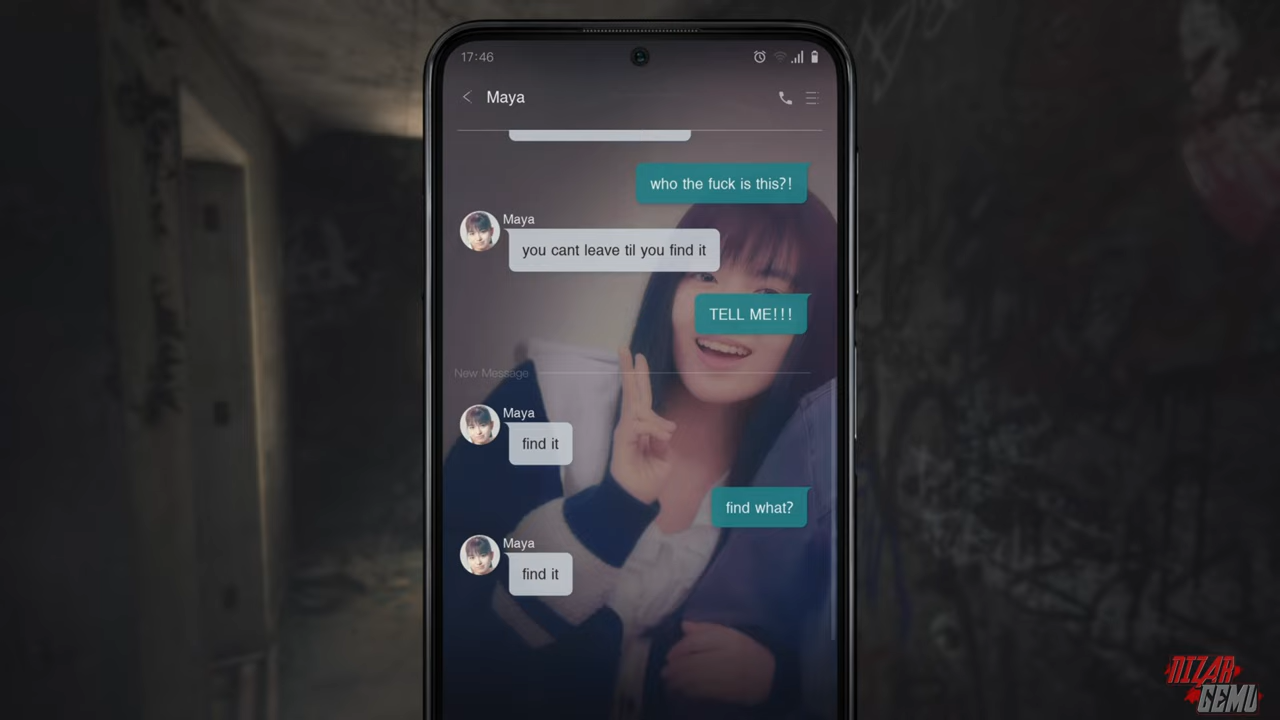 17:46
Maya
who the fuck is this?!
Maya
you cant leave til you find it
TELL ME!!!
New Message
Maya
find it
find what?
Maya
find it
NIZAR
GEMU